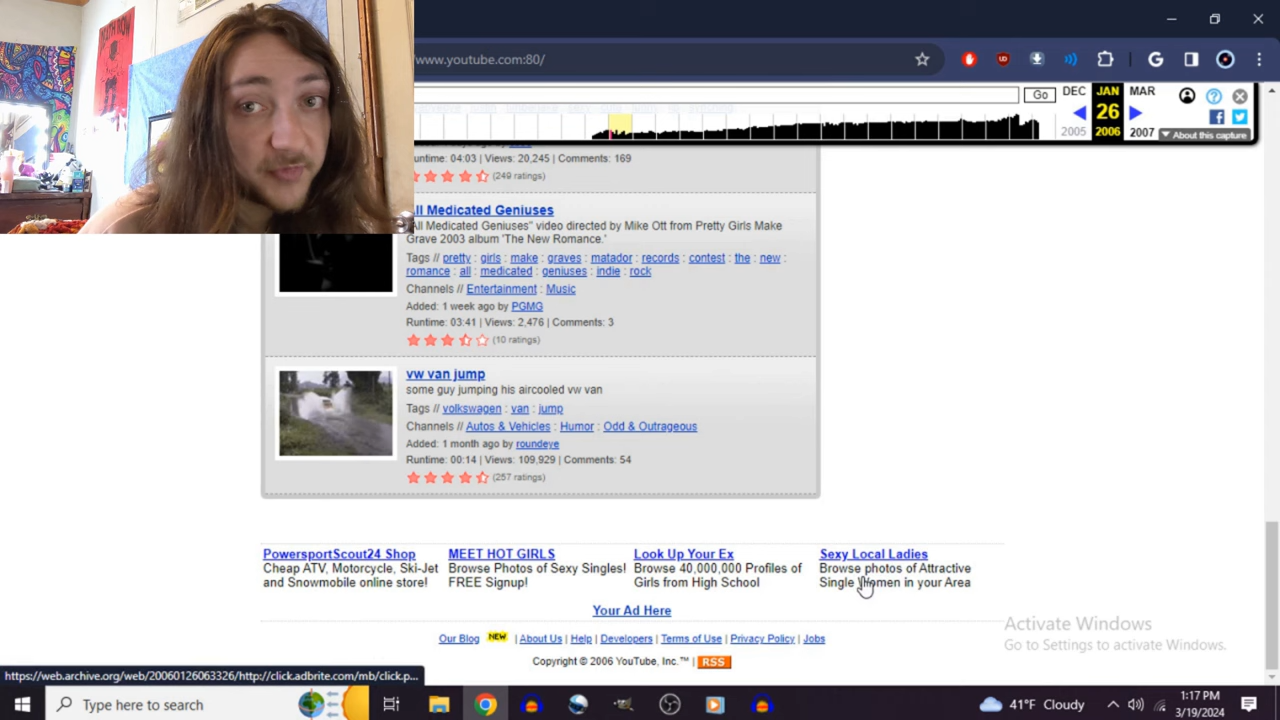 www.youtube.com:80/
Go
DEC
JAN
MAR
26
2005
2006
2007
About this capture
Runtime: 04:03 | Views: 20,245 | Comments: 169
(249 ratings)
All Medicated Geniuses
"All Medicated Geniuses" video directed by Mike Ott from Pretty Girls Make
Grave 2003 album 'The New Romance.'
Tags // pretty : girls : make : graves : matador : records : contest : the : new :
romance : all : medicated : geniuses : indie : rock
Channels // Entertainment : Music
Added: 1 week ago by PGMG
Runtime: 03:41 | Views: 2,476 | Comments: 3
(10 ratings)
vw van jump
some guy jumping his aircooled vw van
Tags // volkswagen : van : jump
Channels // Autos & Vehicles : Humor : Odd & Outrageous
Added: 1 month ago by roundeye
Runtime: 00:14 | Views: 109,929 | Comments: 54
(257 ratings)
PowersportScout24 Shop
Cheap ATV, Motorcycle, Ski-Jet
and Snowmobile online store!
MEET HOT GIRLS
Browse Photos of Sexy Singles!
FREE Signup!
Look Up Your Ex
Browse 40,000,000 Profiles of
Girls from High School
Sexy Local Ladies
Browse photos of Attractive
Single Women in your Area
Your Ad Here
Our Blog NEW | About Us | Help | Developers | Terms of Use | Privacy Policy | Jobs
Copyright © 2006 YouTube, Inc.™ | RSS
Activate Windows
Go to Settings to activate Windows.
https://web.archive.org/web/20060126063326/http://click.adbrite.com/mb/click.p...
Type here to search
41°F Cloudy
1:17 PM
3/19/2024